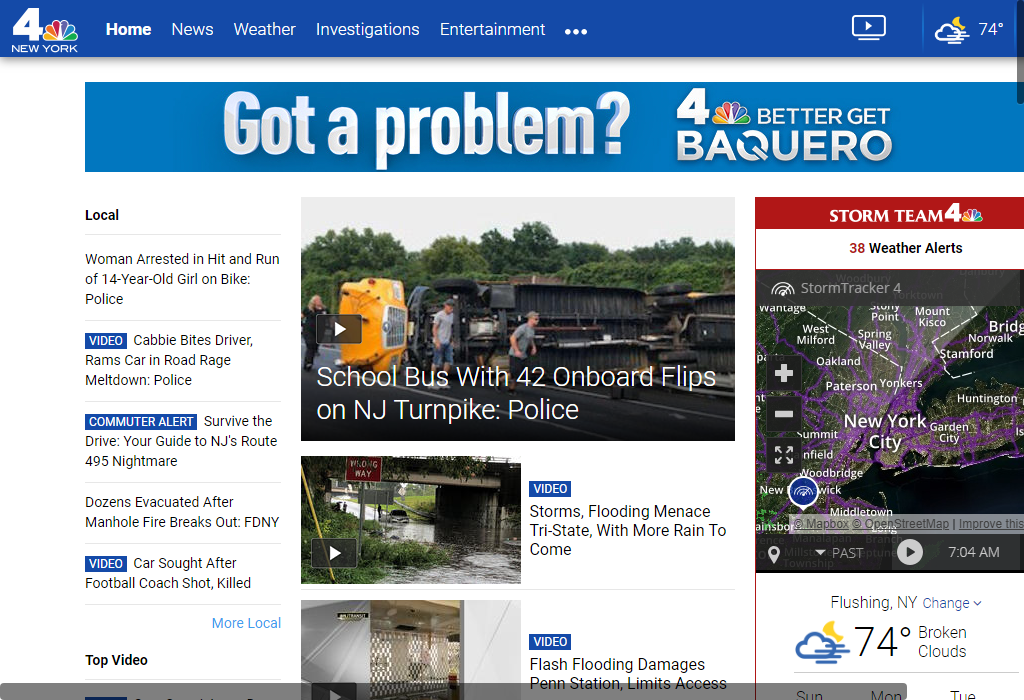 4
NEW YORK
Home News Weather Investigations Entertainment •••
74°
Got a problem?
4 BETTER GET
BAQUERO
Local
Woman Arrested in Hit and Run
of 14-Year-Old Girl on Bike:
Police
VIDEO Cabbie Bites Driver,
Rams Car in Road Rage
Meltdown: Police
COMMUTER ALERT Survive the
Drive: Your Guide to NJ's Route
495 Nightmare
Dozens Evacuated After
Manhole Fire Breaks Out: FDNY
VIDEO Car Sought After
Football Coach Shot, Killed
More Local
Top Video
School Bus With 42 Onboard Flips
on NJ Turnpike: Police
WRONG
WAY
VIDEO
Storms, Flooding Menace
Tri-State, With More Rain To
Come
VIDEO
Flash Flooding Damages
Penn Station, Limits Access
STORM TEAM 4
38 Weather Alerts
StormTracker 4
Yorktown
Wantage
Stony
Point
Mount
Kisco
West
Milford
Spring
Valley
Norwalk
Stamford
Oakland
Paterson
Yonkers
Huntington
New York
City
Garden
City
Summit
Woodbridge
Middletown
© Mapbox © OpenStreetMap | Improve this
PAST
7:04 AM
Flushing, NY Change
74° Broken
Clouds
Sun Mon Tue